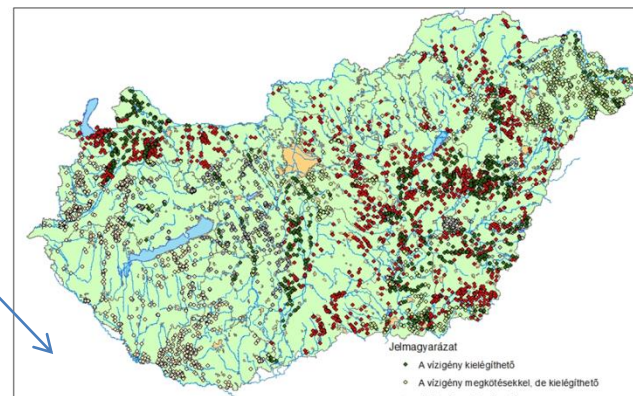 Jelmagyarázat
A vízigény kielégíthető
A vízigény megkötésekkel, de kielégíthető